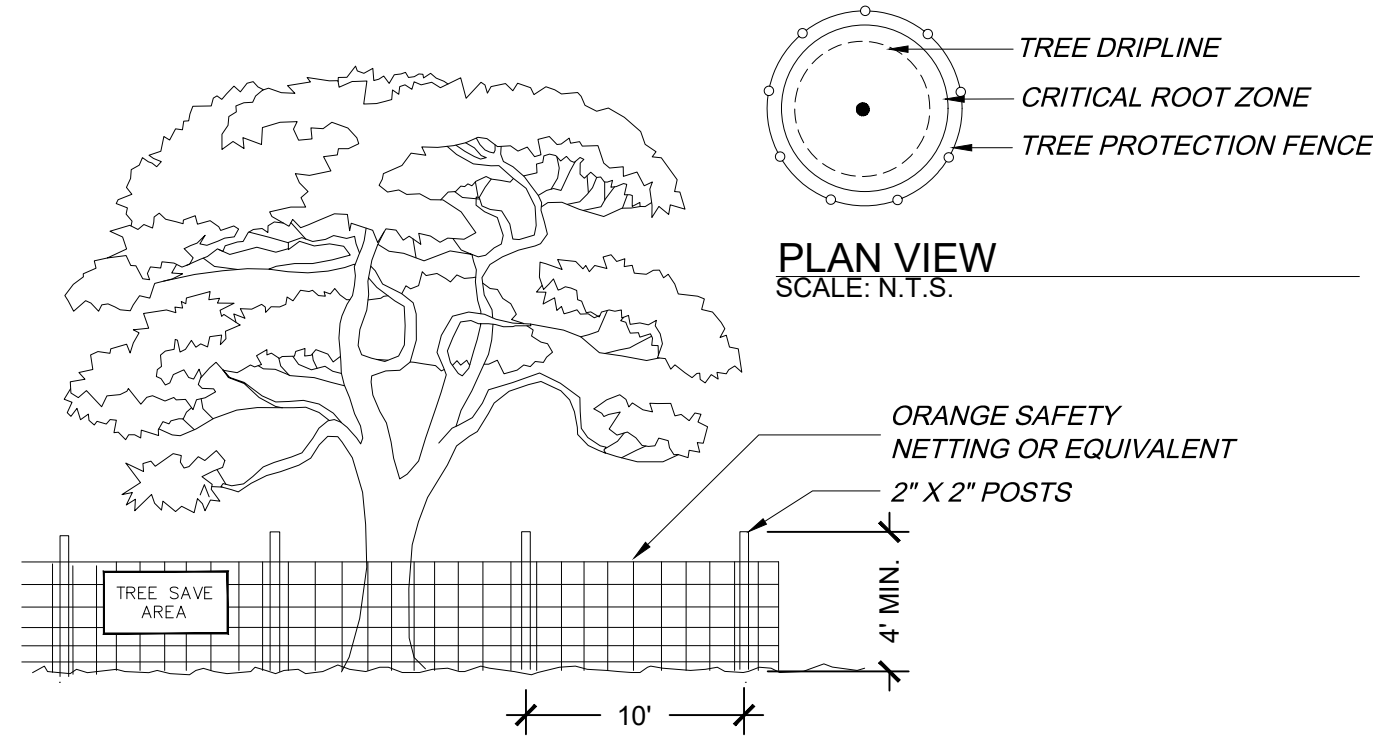 TREE DRIPLINE
CRITICAL ROOT ZONE
TREE PROTECTION FENCE
PLAN VIEW
SCALE: N.T.S.
ORANGE SAFETY
NETTING OR EQUIVALENT
2" X 2" POSTS
4' MIN.
TREE SAVE
AREA
10'